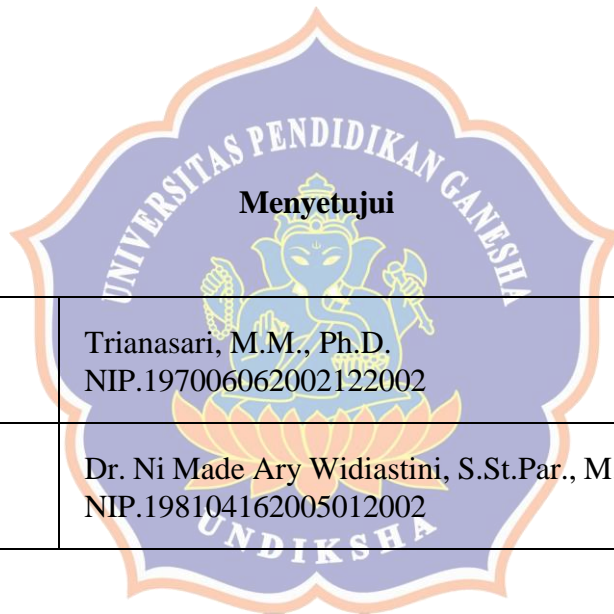 UNIVERSITAS PENDIDIKAN GANESHA
Menyetujui
Trianasari, M.M., Ph.D.
NIP.197006062002122002
Dr. Ni Made Ary Widiastini, S.St.Par., M
NIP.198104162005012002
UNDIKSHA